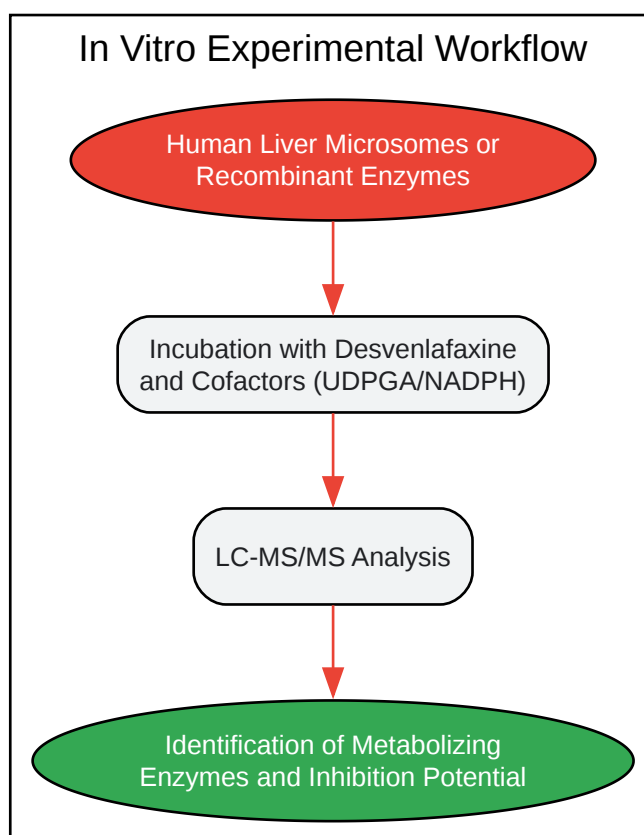 In Vitro Experimental Workflow
Human Liver Microsomes or
Recombinant Enzymes
Incubation with Desvenlafaxine
and Cofactors (UDPGA/NADPH)
LC-MS/MS Analysis
Identification of Metabolizing
Enzymes and Inhibition Potential